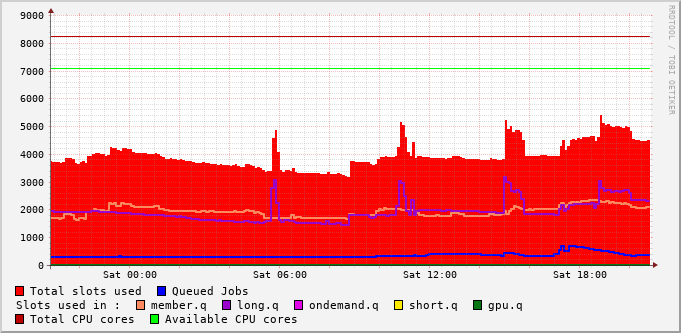 9000
8000
7000
6000
5000
4000
3000
2000
1000
0
Sat 00:00 Sat 06:00 Sat 12:00 Sat 18:00
RRDTOOL / TOBI OETIKER
Total slots used Queued Jobs
Slots used in : member.q long.q ondemand.q short.q gpu.q
Total CPU cores Available CPU cores